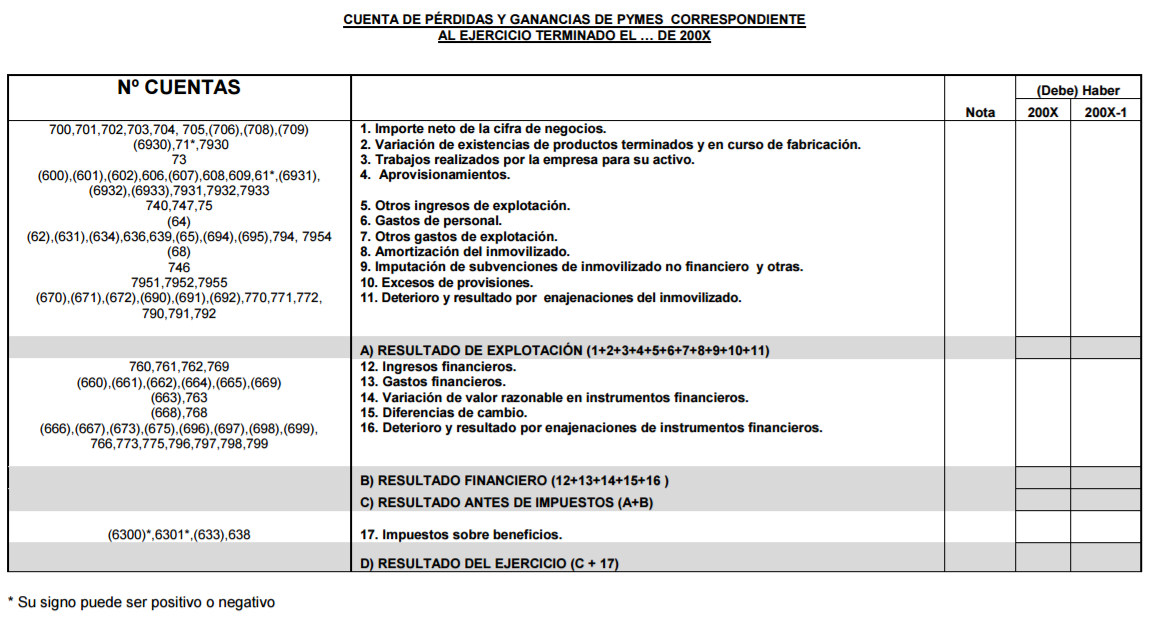 CUENTA DE PÉRDIDAS Y GANANCIAS DE PYMES CORRESPONDIENTE
AL EJERCICIO TERMINADO EL ... DE 200X
Nº CUENTAS
(Debe) Haber
Nota 200X 200X-1
700,701,702,703,704, 705,(706),(708),(709) 1. Importe neto de la cifra de negocios.
(6930),71*,7930 2. Variación de existencias de productos terminados y en curso de fabricación.
73 3. Trabajos realizados por la empresa para su activo.
(600),(601),(602),606,(607),608,609,61*,(6931), 4. Aprovisionamientos.
(6932),(6933),7931,7932,7933
740,747,75 5. Otros ingresos de explotación.
(64) 6. Gastos de personal.
(62),(631),(634),636,639,(65),(694),(695),794, 7954 7. Otros gastos de explotación.
(68) 8. Amortización del inmovilizado.
746 9. Imputación de subvenciones de inmovilizado no financiero y otras.
7951,7952,7955 10. Excesos de provisiones.
(670),(671),(672),(690),(691),(692),770,771,772, 11. Deterioro y resultado por enajenaciones del inmovilizado.
790,791,792
A) RESULTADO DE EXPLOTACIÓN (1+2+3+4+5+6+7+8+9+10+11)
760,761,762,769 12. Ingresos financieros.
(660),(661),(662),(664),(665),(669) 13. Gastos financieros.
(663),763 14. Variación de valor razonable en instrumentos financieros.
(668),768 15. Diferencias de cambio.
(666),(667),(673),(675),(696),(697),(698),(699), 16. Deterioro y resultado por enajenaciones de instrumentos financieros.
766,773,775,796,797,798,799
B) RESULTADO FINANCIERO (12+13+14+15+16 )
C) RESULTADO ANTES DE IMPUESTOS (A+B)
(6300)*,6301*,(633),638 17. Impuestos sobre beneficios.
D) RESULTADO DEL EJERCICIO (C + 17)
* Su signo puede ser positivo o negativo